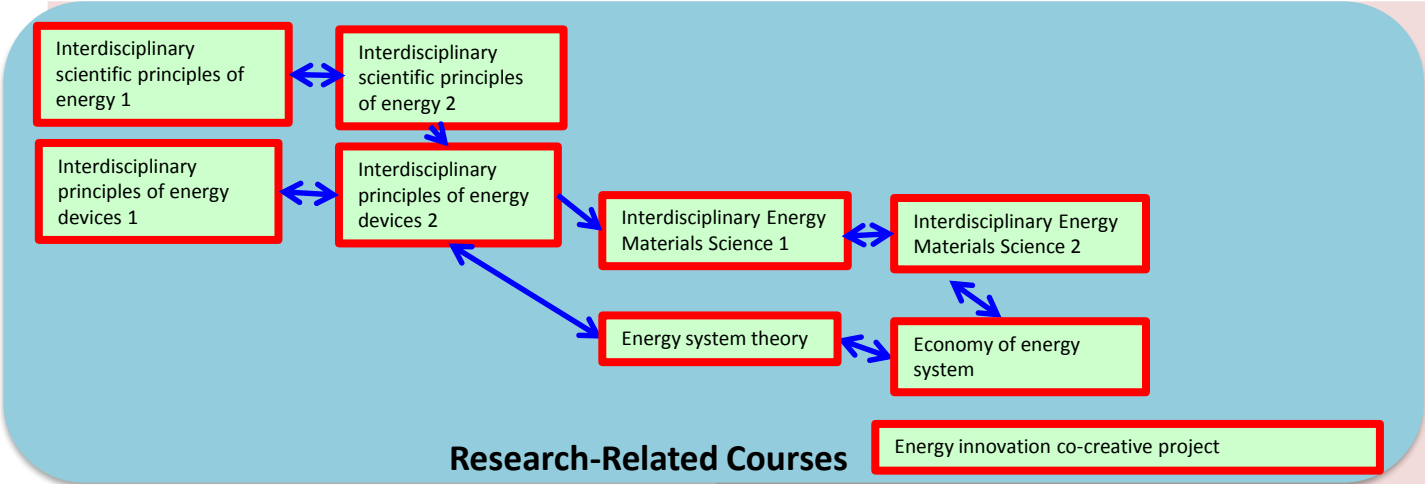 Interdisciplinary
scientific principles of
energy 1
Interdisciplinary
scientific principles
of energy 2
Interdisciplinary
principles of energy
devices 1
Interdisciplinary
principles of energy
devices 2
Interdisciplinary Energy
Materials Science 1
Interdisciplinary Energy
Materials Science 2
Energy system theory
Economy of energy
system
Research-Related Courses
Energy innovation co-creative project